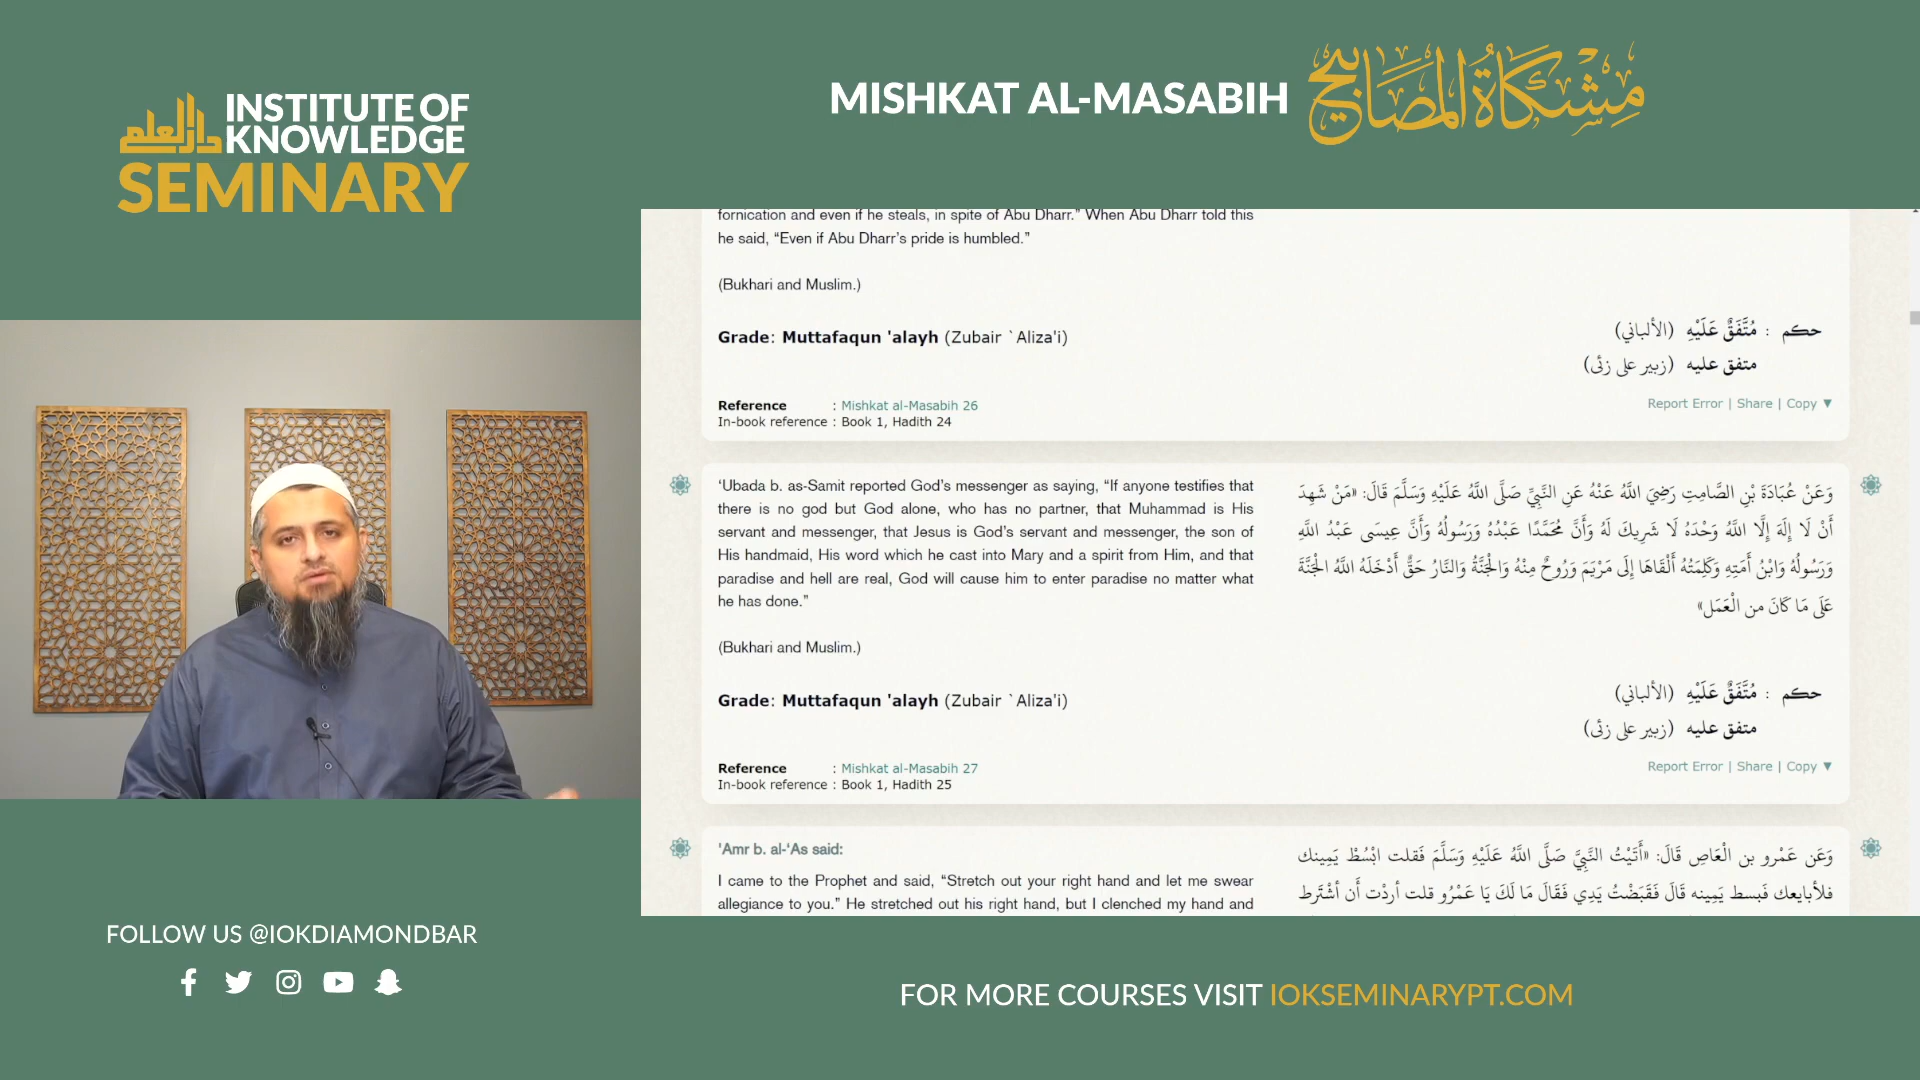 INSTITUTE OF
KNOWLEDGE
SEMINARY
دار العلم
MISHKAT AL-MASABIH
مِشْكَاةُ المَصَابِيحِ
fornication and even if he steals, in spite of Abu Dharr.” When Abu Dharr told this
he said, “Even if Abu Dharr’s pride is humbled.”
(Bukhari and Muslim.)
Grade: Muttafaqun 'alayh (Zubair `Aliza'i)
حكم : مُتَّفَقٌ عَلَيْهِ (الألباني)
متفق عليه (زبير على زئى)
Reference : Mishkat al-Masabih 26
In-book reference : Book 1, Hadith 24
Report Error | Share | Copy ▼
‘Ubada b. as-Samit reported God’s messenger as saying, “If anyone testifies that
there is no god but God alone, who has no partner, that Muhammad is His
servant and messenger, that Jesus is God’s servant and messenger, the son of
His handmaid, His word which he cast into Mary and a spirit from Him, and that
paradise and hell are real, God will cause him to enter paradise no matter what
he has done.”
(Bukhari and Muslim.)
وَعَنْ عُبَادَةَ بْنِ الصَّامِتِ رَضِيَ اللَّهُ عَنْهُ عَنِ النَّبِيِّ صَلَّى اللَّهُ عَلَيْهِ وَسَلَّمَ قَالَ: «مَنْ شَهِدَ
أَنْ لَا إِلَهَ إِلَّا اللَّهُ وَحْدَهُ لَا شَرِيكَ لَهُ وَأَنَّ مُحَمَّدًا عَبْدُهُ وَرَسُولُهُ وَأَنَّ عِيسَى عَبْدُ اللَّهِ
وَرَسُولُهُ وَابْنُ أَمَتِهِ وَكَلِمَتُهُ أَلْقَاهَا إِلَى مَرْيَمَ وَرُوحٌ مِنْهُ وَالْجَنَّةُ وَالنَّارُ حَقٌّ أَدْخَلَهُ اللَّهُ الْجَنَّةَ
عَلَى مَا كَانَ من الْعَمَل»
Grade: Muttafaqun 'alayh (Zubair `Aliza'i)
حكم : مُتَّفَقٌ عَلَيْهِ (الألباني)
متفق عليه (زبير على زئى)
Reference : Mishkat al-Masabih 27
In-book reference : Book 1, Hadith 25
Report Error | Share | Copy ▼
'Amr b. al-‘As said:
I came to the Prophet and said, “Stretch out your right hand and let me swear
allegiance to you.” He stretched out his right hand, but I clenched my hand and
وَعَن عَمْرو بن الْعَاصِ قَالَ: «أَتَيْتُ النَّبِيَّ صَلَّى اللَّهُ عَلَيْهِ وَسَلَّمَ فَقلت ابْسُطْ يَمِينك
فلأبايعك فَبسط يَمِينه قَالَ فَقَبَضْتُ يَدِي فَقَالَ مَا لَكَ يَا عَمْرُو قلت أردْت أَن أشْتَرط
FOLLOW US @IOKDIAMONDBAR
FOR MORE COURSES VISIT IOKSEMINARYPT.COM